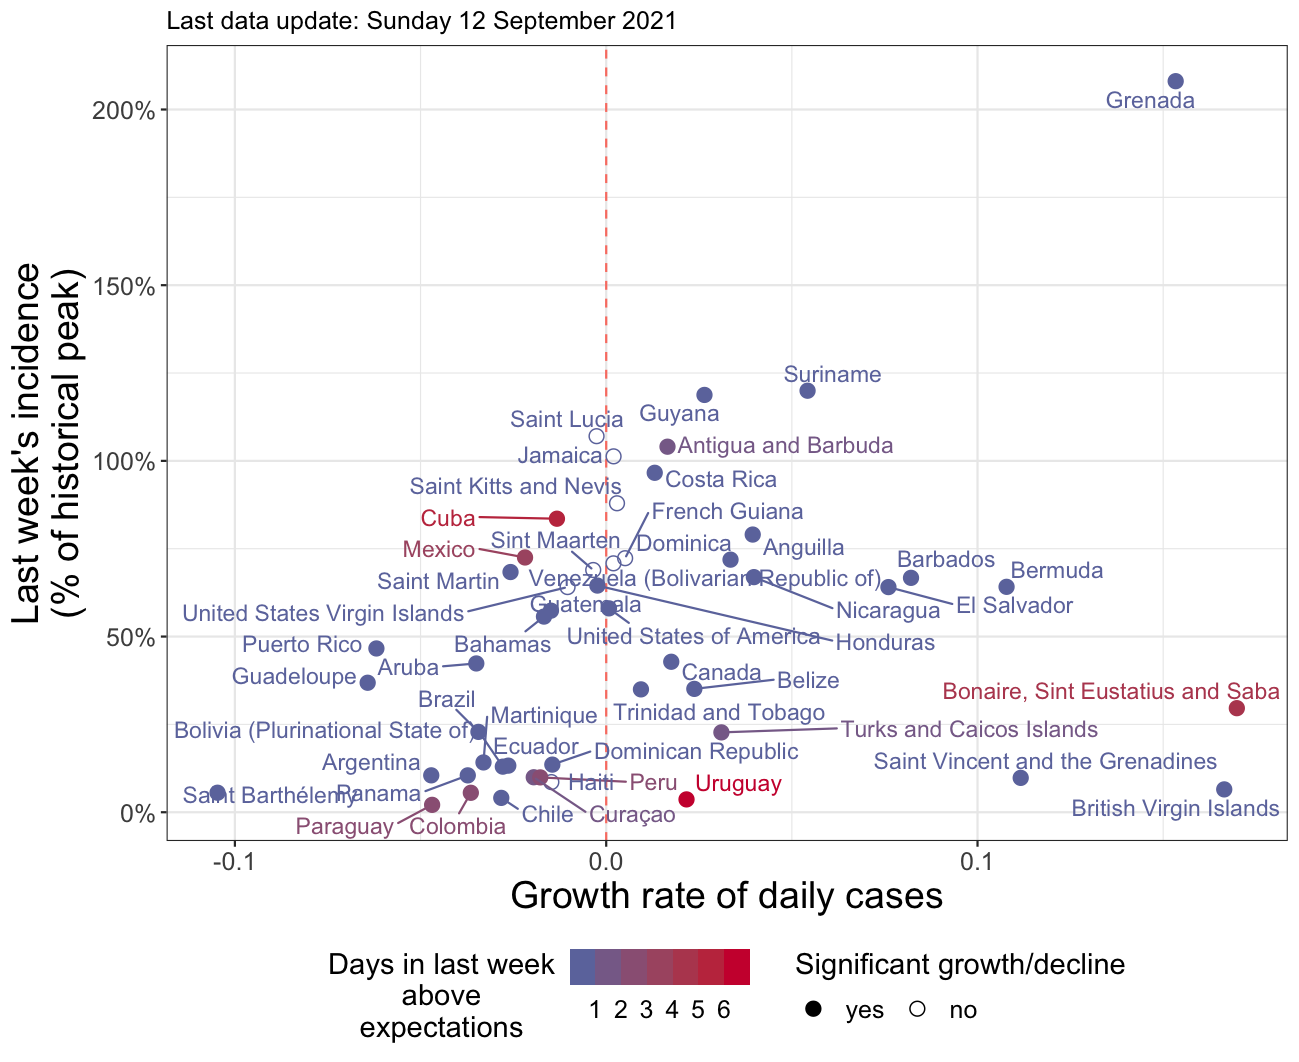 Last data update: Sunday 12 September 2021
Last week's incidence
(% of historical peak)
200%
150%
100%
50%
0%
Grenada
Suriname
Guyana
Saint Lucia
Antigua and Barbuda
Jamaica
Costa Rica
Saint Kitts and Nevis
French Guiana
Cuba
Sint Maarten
Dominica
Anguilla
Mexico
Barbados
Bermuda
Saint Martin
Venezuela (Bolivarian Republic of)
Guatemala
Nicaragua
El Salvador
United States Virgin Islands
United States of America
Honduras
Puerto Rico
Bahamas
Guadeloupe
Aruba
Canada
Belize
Bonaire, Sint Eustatius and Saba
Brazil
Martinique
Trinidad and Tobago
Bolivia (Plurinational State of)
Turks and Caicos Islands
Ecuador
Dominican Republic
Argentina
Saint Vincent and the Grenadines
Haiti
Peru
Uruguay
Saint Barthélemy
Panama
British Virgin Islands
Paraguay
Colombia
Chile
Curaçao
-0.1
0.0
0.1
Growth rate of daily cases
Days in last week
above
expectations
1 2 3 4 5 6
Significant growth/decline
yes
no